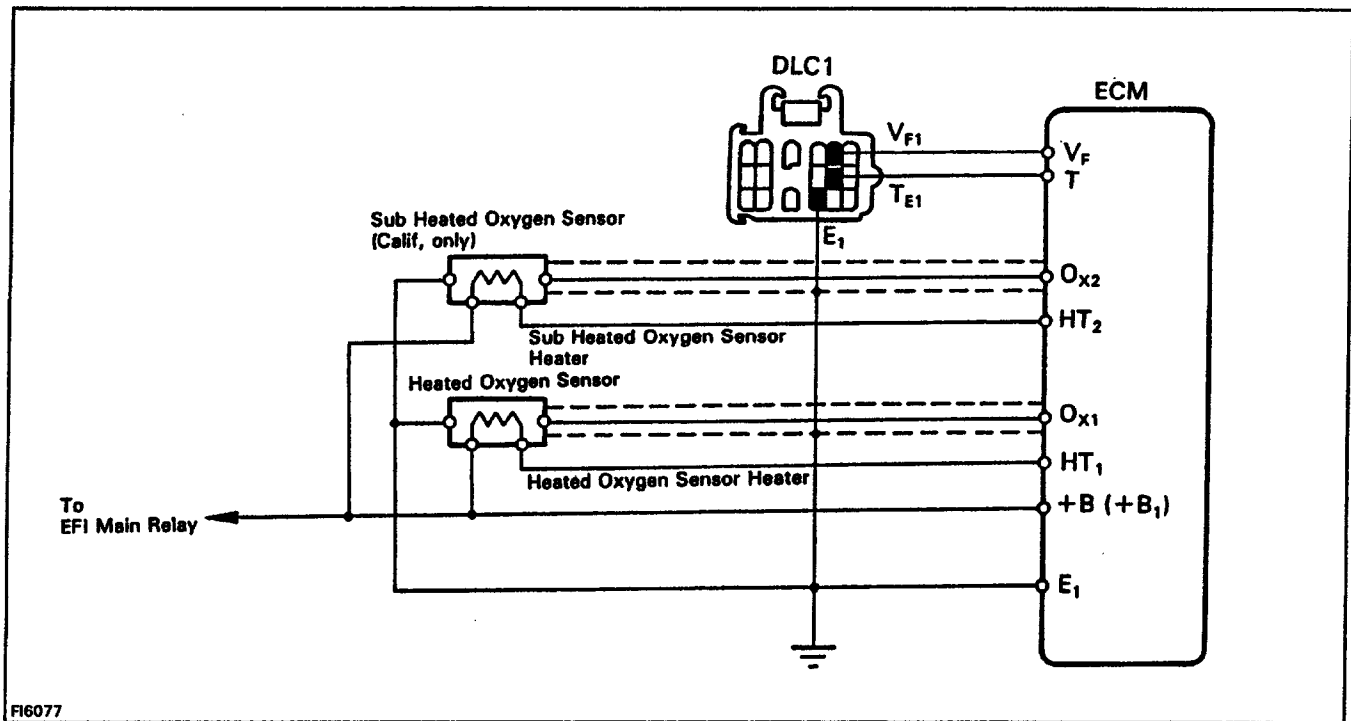 DLC1
ECM
VF1
VF
T
TE1
E1
Sub Heated Oxygen Sensor
(Calif, only)
OX2
HT2
Sub Heated Oxygen Sensor
Heater
Heated Oxygen Sensor
OX1
HT1
Heated Oxygen Sensor Heater
To
EFI Main Relay
+B (+B1)
E1
FI6077